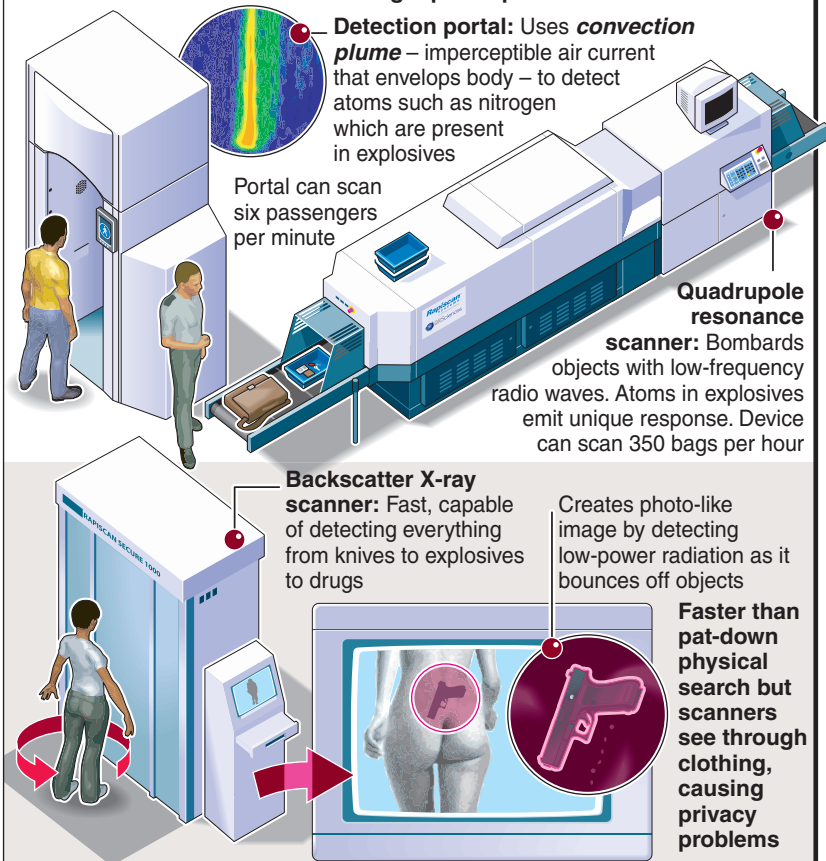 Detection portal: Uses convection
plume – imperceptible air current
that envelops body – to detect
atoms such as nitrogen
which are present
in explosives
Portal can scan
six passengers
per minute
Rapiscan
SYSTEMS
Quadrupole
resonance
scanner: Bombards
objects with low-frequency
radio waves. Atoms in explosives
emit unique response. Device
can scan 350 bags per hour
Backscatter X-ray
scanner: Fast, capable
of detecting everything
from knives to explosives
to drugs
RAPISCAN SECURE 1000
Creates photo-like
image by detecting
low-power radiation as it
bounces off objects
Faster than
pat-down
physical
search but
scanners
see through
clothing,
causing
privacy
problems